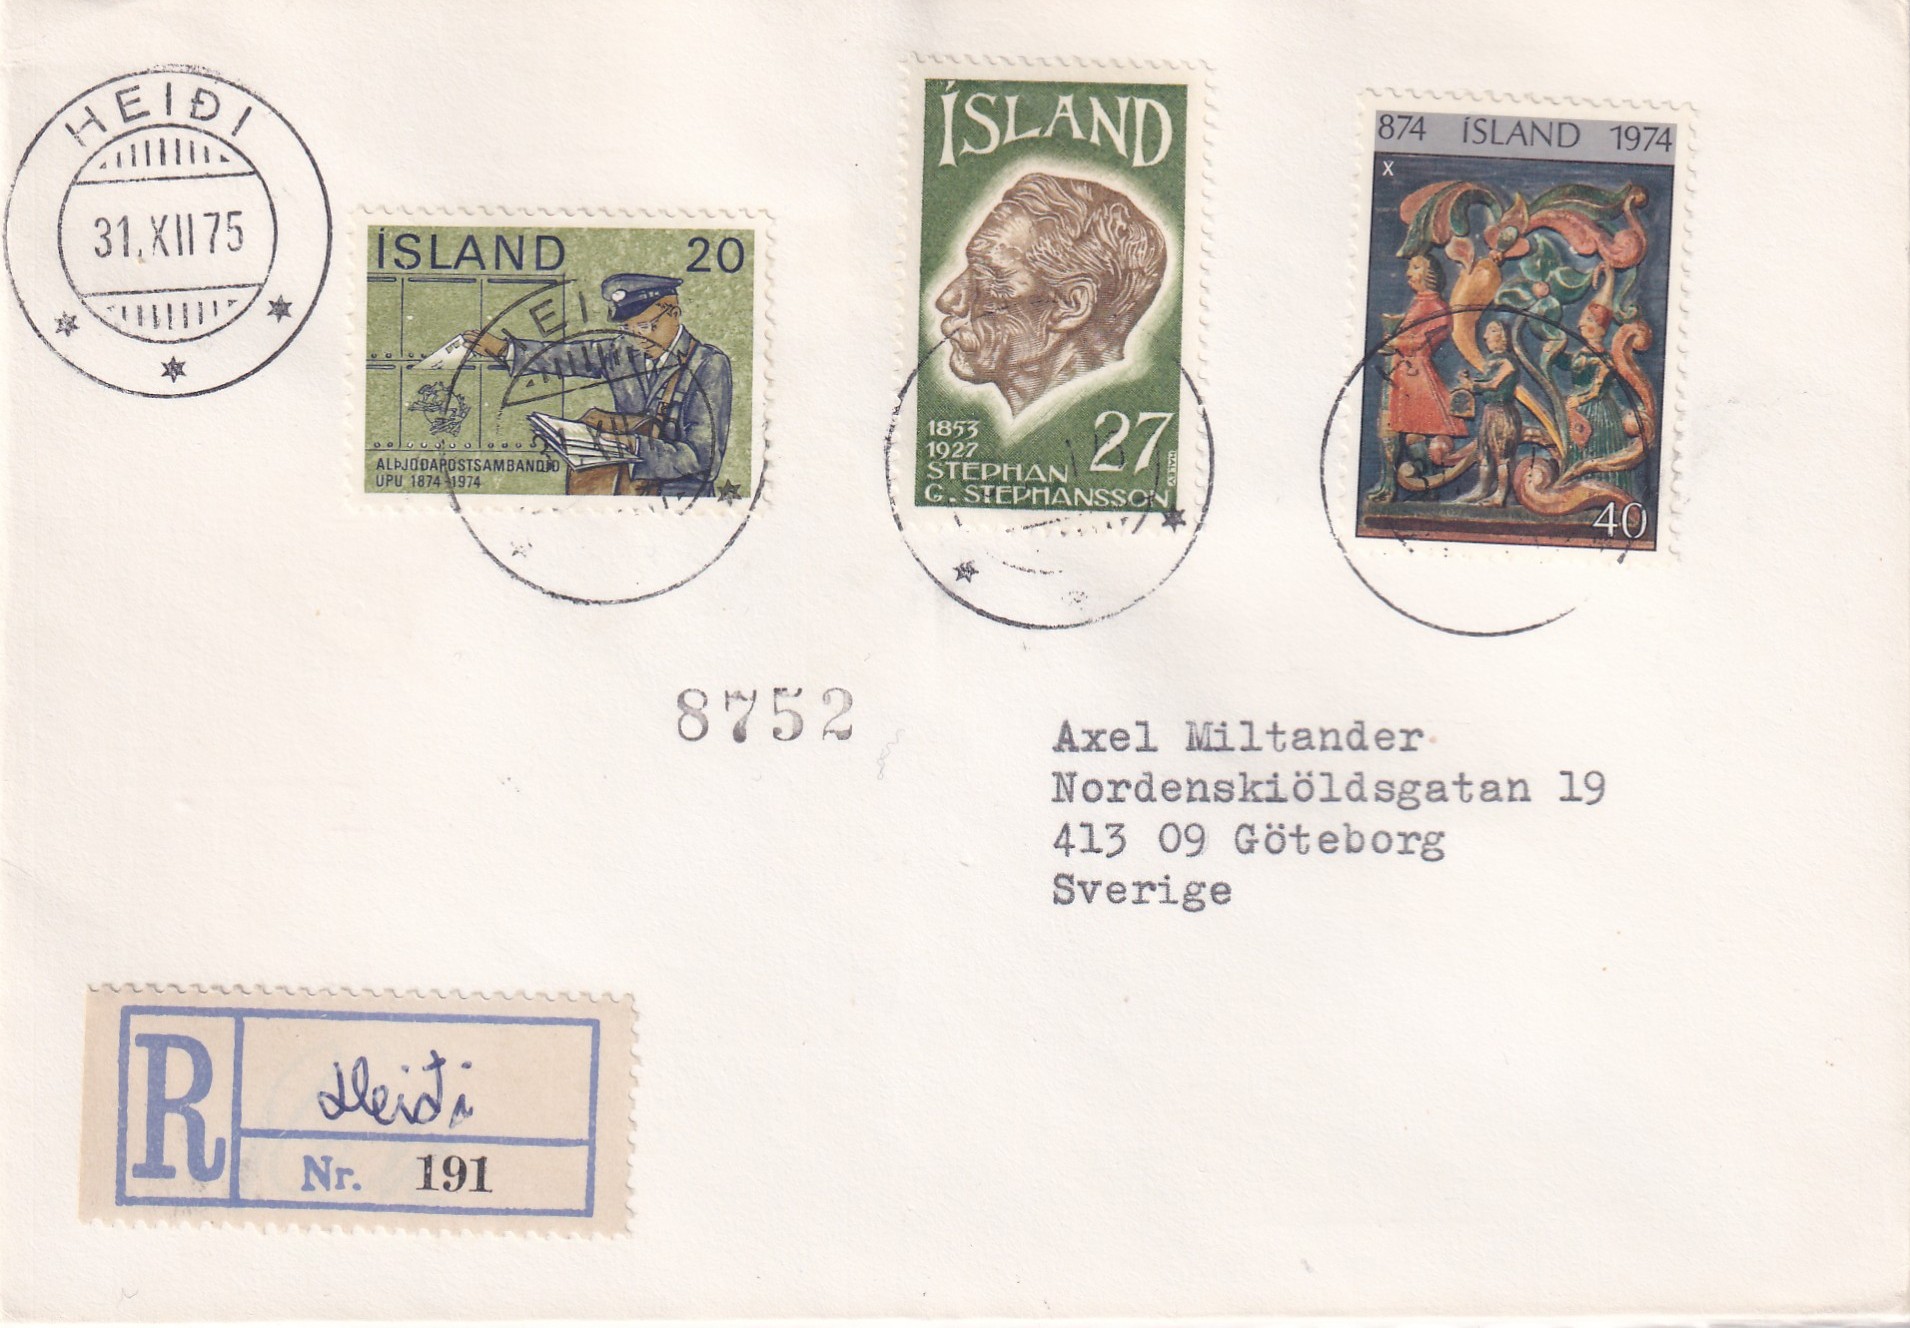 HEIÐI
31.XII 75
ÍSLAND 20
ALÞJÓÐAPÓSTSAMBANDIÐ
UPU 1874-1974
HEI
ÍSLAND
1853
1927
27
STEPHAN
G. STEPHANSSON
874 ÍSLAND 1974
X
40
8752
Axel Miltander
Nordenskiöldsgatan 19
413 09 Göteborg
Sverige
R
Heiði
Nr. 191